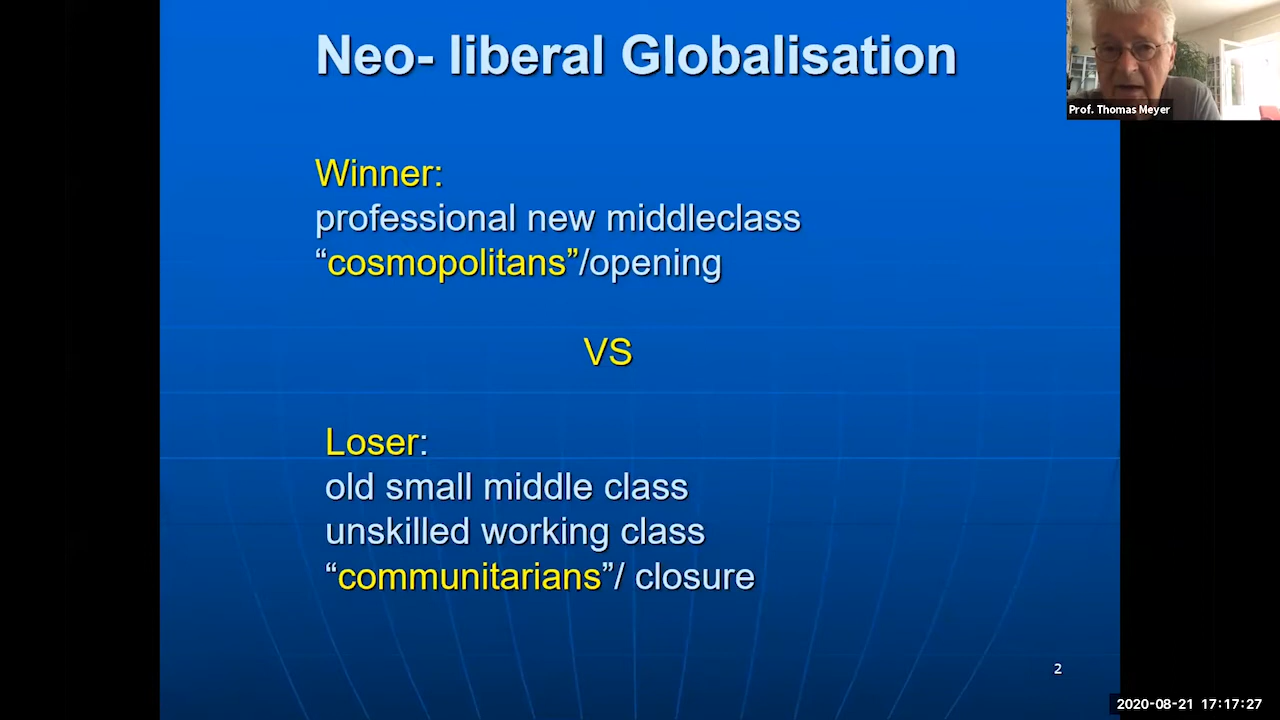 Neo- liberal Globalisation
Prof. Thomas Meyer
Winner:
professional new middleclass
“cosmopolitans”/opening
VS
Loser:
old small middle class
unskilled working class
“communitarians”/ closure
2
2020-08-21 17:17:27